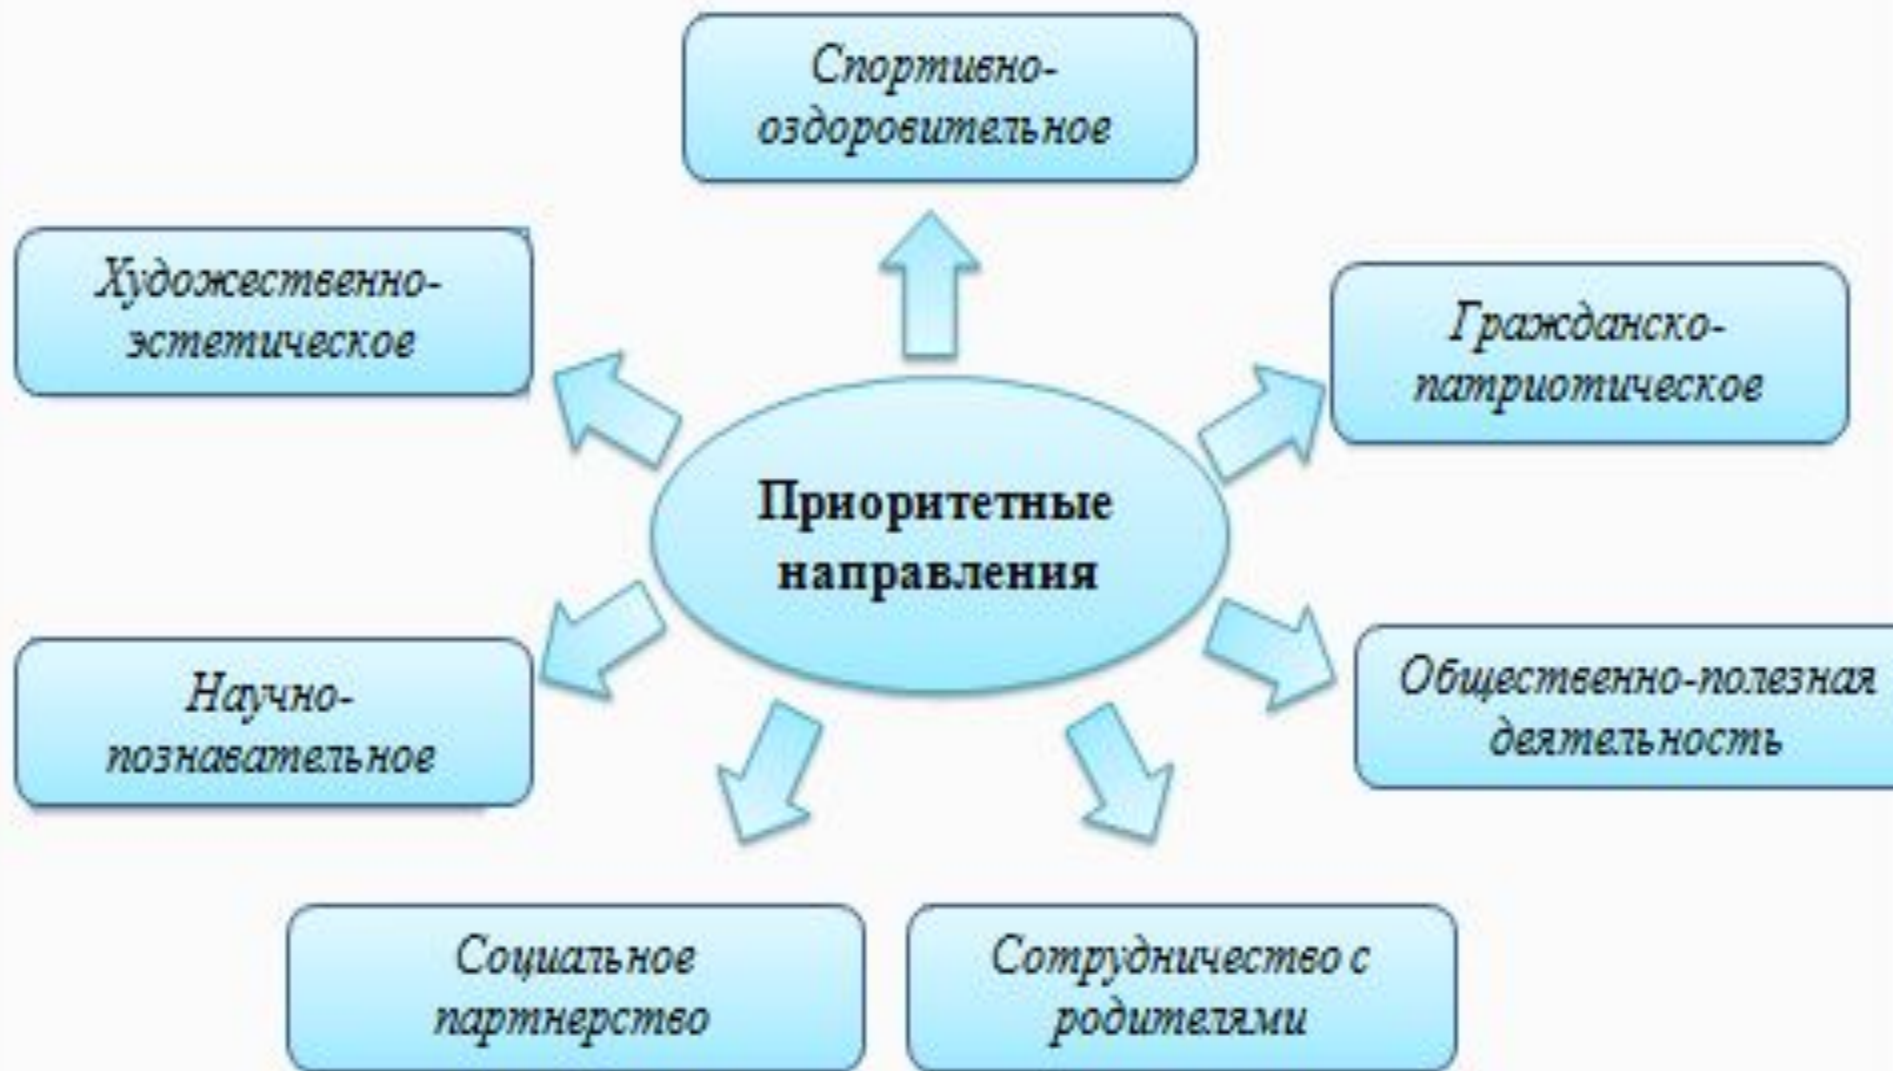 Спортивно-
оздоровительное
Художественно-
эстетическое
Гражданско-
патриотическое
Приоритетные
направления
Научно-
познавательное
Общественно-полезная
деятельность
Социальное
партнерство
Сотрудничество с
родителями